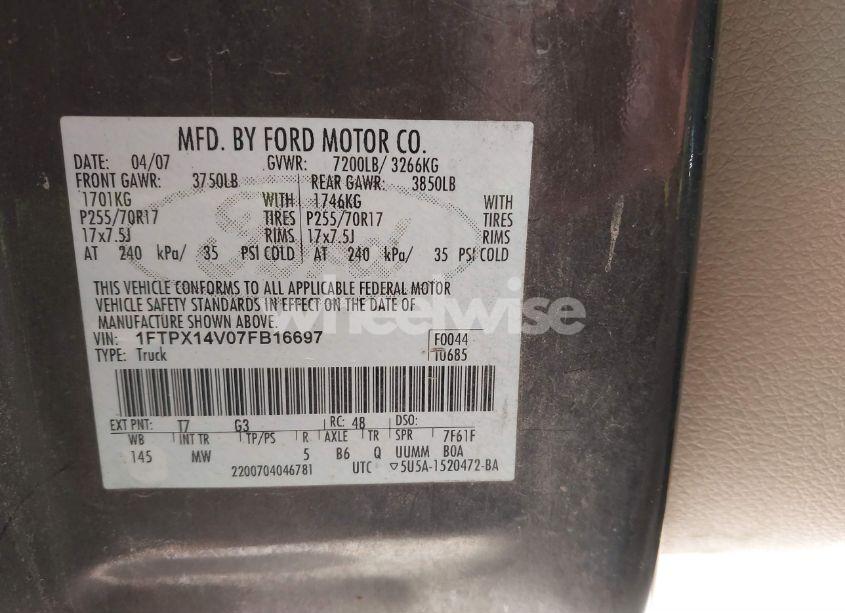 MFD. BY FORD MOTOR CO.
DATE: 04/07 GVWR: 7200LB/ 3266KG
FRONT GAWR: 3750LB REAR GAWR: 3850LB
1701KG WITH 1746KG WITH
P255/70R17 TIRES P255/70R17 TIRES
17x7.5J RIMS 17x7.5J RIMS
AT 240 kPa/ 35 PSI COLD AT 240 kPa/ 35 PSI COLD
THIS VEHICLE CONFORMS TO ALL APPLICABLE FEDERAL MOTOR
VEHICLE SAFETY STANDARDS IN EFFECT ON THE DATE OF
MANUFACTURE SHOWN ABOVE.
wheelwise
VIN: 1FTPX14V07FB16697 F0044
TYPE: Truck T0685
EXT PNT: T7 G3 RC: 48 DSO:
WB INT TR TP/PS R AXLE TR SPR 7F61F
145 MW 5 B6 Q UUMM BOA
2200704046781 UTC ▽5U5A-1520472-BA